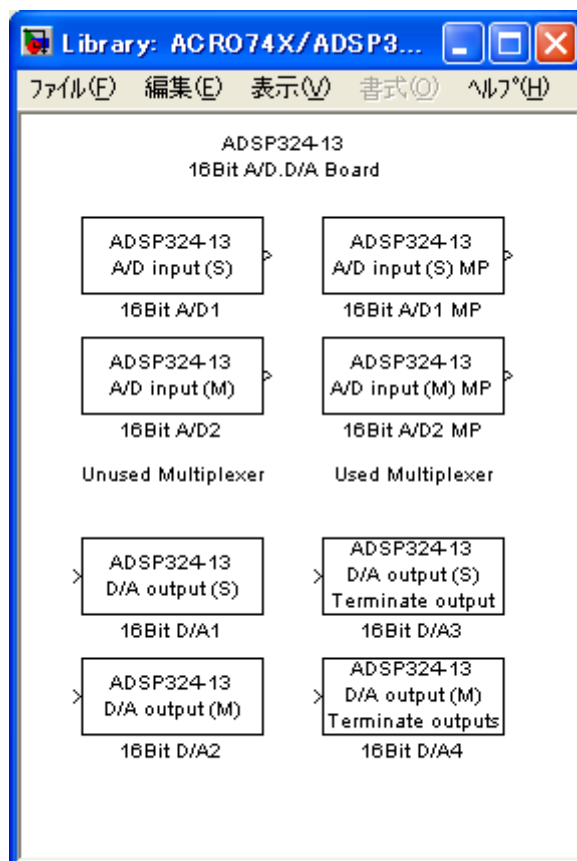 Library: ACRO74X/ADSP3...
ファイル(F) 編集(E) 表示(V) 書式(O) ヘルプ(H)
ADSP324-13
16Bit A/D.D/A Board
ADSP324-13
A/D input (S)
16Bit A/D1
ADSP324-13
A/D input (S) MP
16Bit A/D1 MP
ADSP324-13
A/D input (M)
16Bit A/D2
ADSP324-13
A/D input (M) MP
16Bit A/D2 MP
Unused Multiplexer
Used Multiplexer
ADSP324-13
D/A output (S)
16Bit D/A1
ADSP324-13
D/A output (S)
Terminate output
16Bit D/A3
ADSP324-13
D/A output (M)
16Bit D/A2
ADSP324-13
D/A output (M)
Terminate outputs
16Bit D/A4